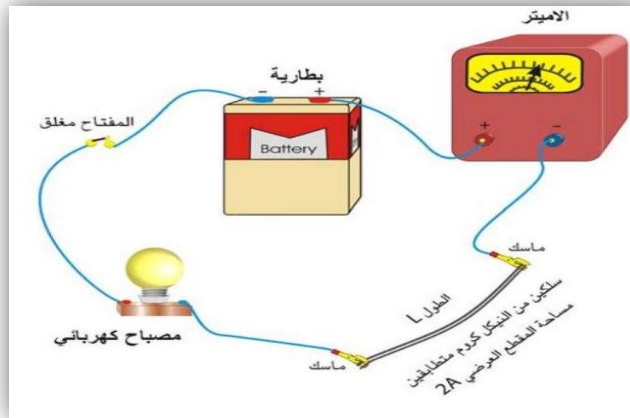 الاميتر
بطارية
− +
+ −
المفتاح مغلق
Battery
ماسك
مصباح كهربائي
الطول L
ماسك
سلكين من النيكل كروم متطابقين
مساحة المقطع العرضي 2A